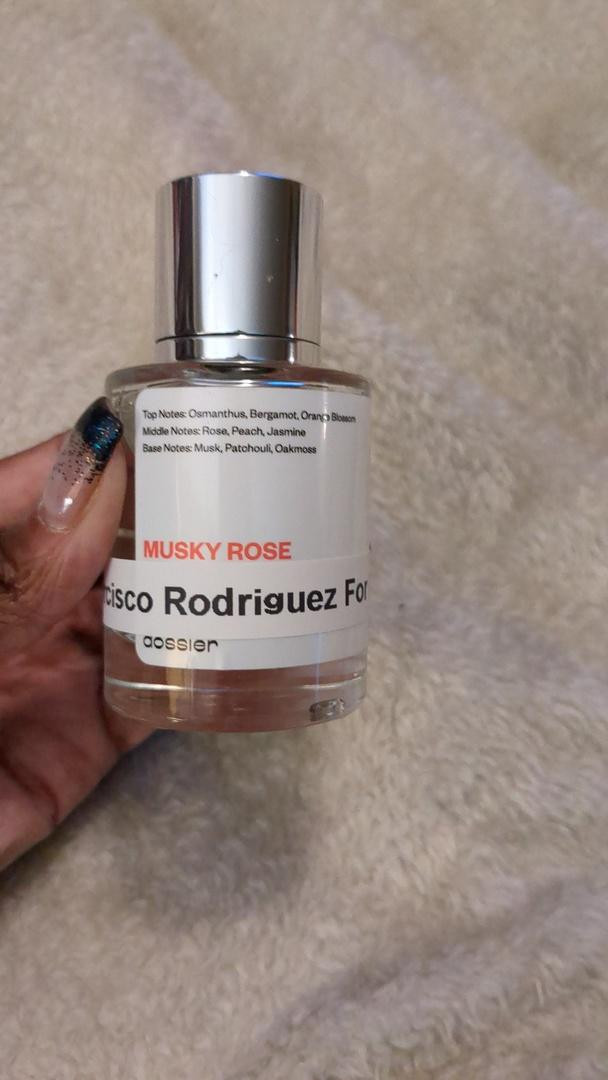 Top Notes: Osmanthus, Bergamot, Orange Blossom
Middle Notes: Rose, Peach, Jasmine
Base Notes: Musk, Patchouli, Oakmoss
MUSKY ROSE
cisco Rodriguez For
dossier